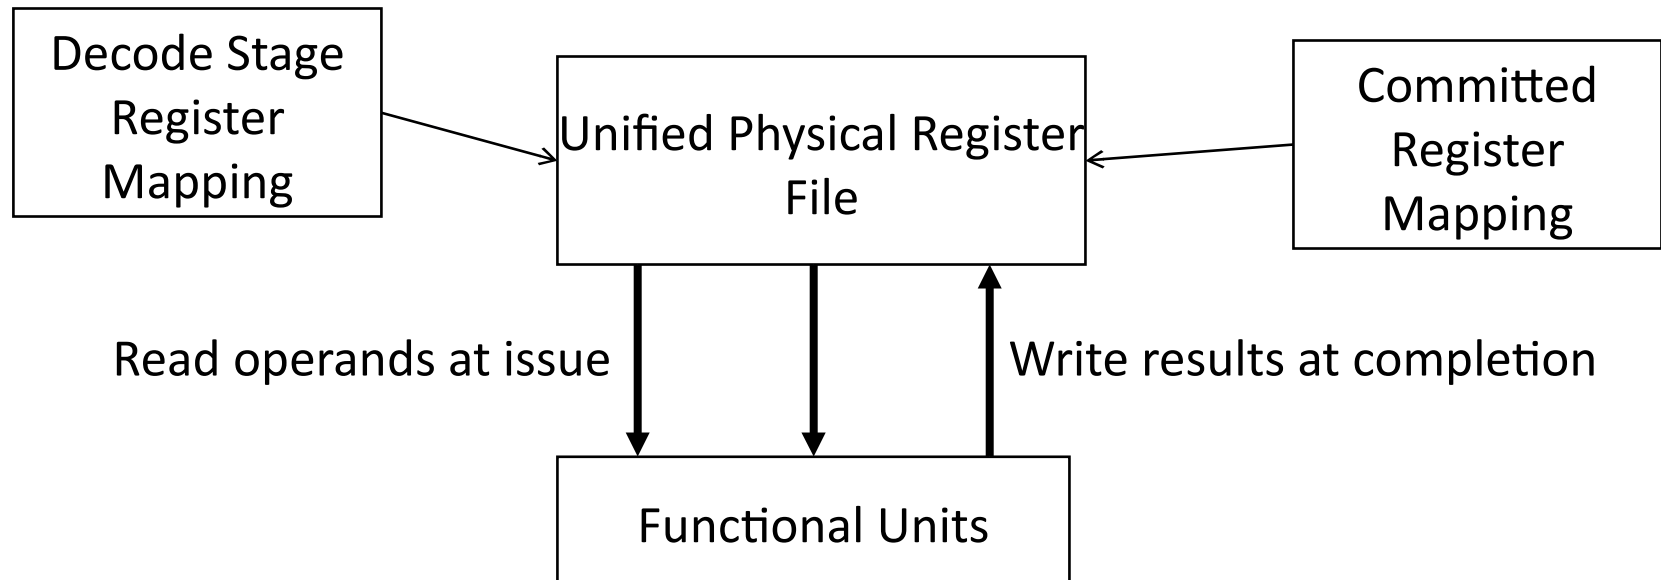 Decode Stage
Register
Mapping
Unified Physical Register
File
Committed
Register
Mapping
Read operands at issue
Write results at completion
Functional Units